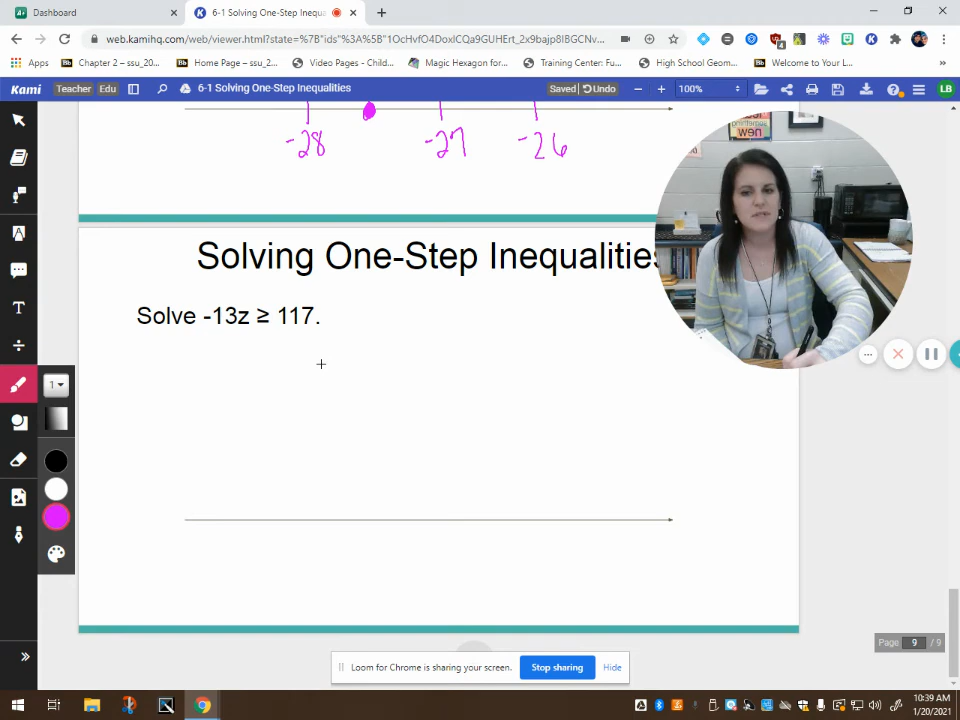 Dashboard
6-1 Solving One-Step Inequa
web.kamihq.com/web/viewer.html?state=%7B"ids"%3A%5B"1OcHvfO4DoxlCQa9GUHErt_2x9bajp8IBGCNv...
Apps
Chapter 2 – ssu_20...
Home Page – ssu_2...
Video Pages - Child...
Magic Hexagon for...
Training Center: Fu...
High School Geom...
Welcome to Your L...
»
Kami Teacher Edu 6-1 Solving One-Step Inequalities Saved Undo 100% LB
-28 -27 -26
new
Solving One-Step Inequalities
Solve -13z ≥ 117.
1
Page 9 / 9
Loom for Chrome is sharing your screen. Stop sharing Hide
10:39 AM
1/20/2021